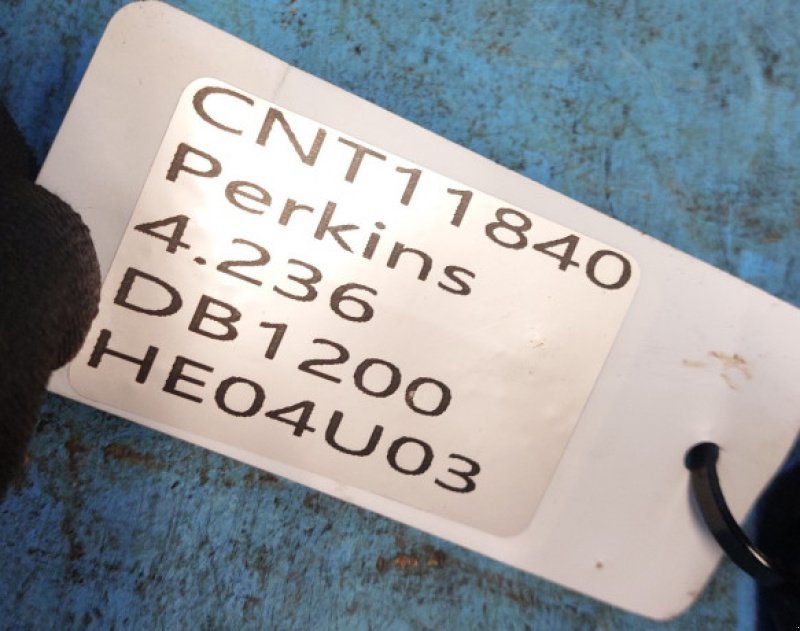 CNT11840
Perkins
4.236
DB1200
HE04U03